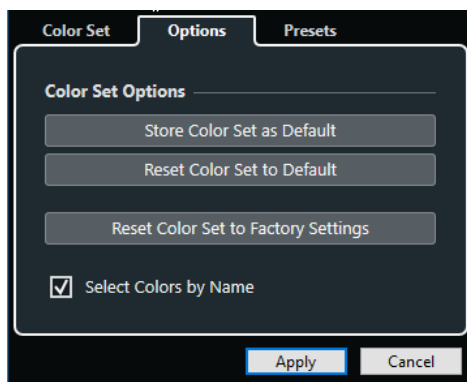 Color Set Options Presets
Color Set Options
Store Color Set as Default
Reset Color Set to Default
Reset Color Set to Factory Settings
Select Colors by Name
Apply Cancel